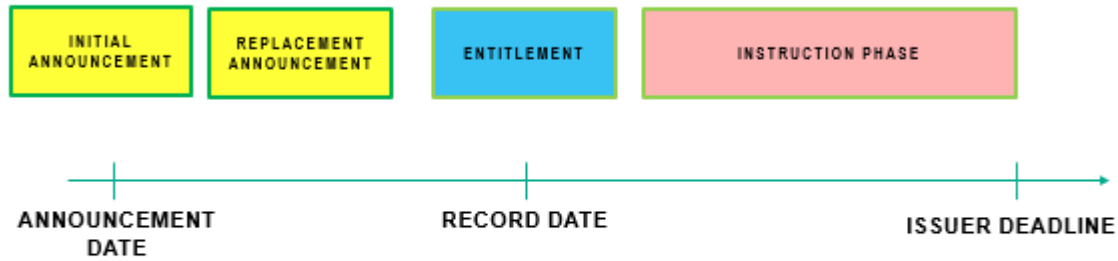 INITIAL
ANNOUNCEMENT
REPLACEMENT
ANNOUNCEMENT
ENTITLEMENT
INSTRUCTION PHASE
ANNOUNCEMENT
DATE
RECORD DATE
ISSUER DEADLINE